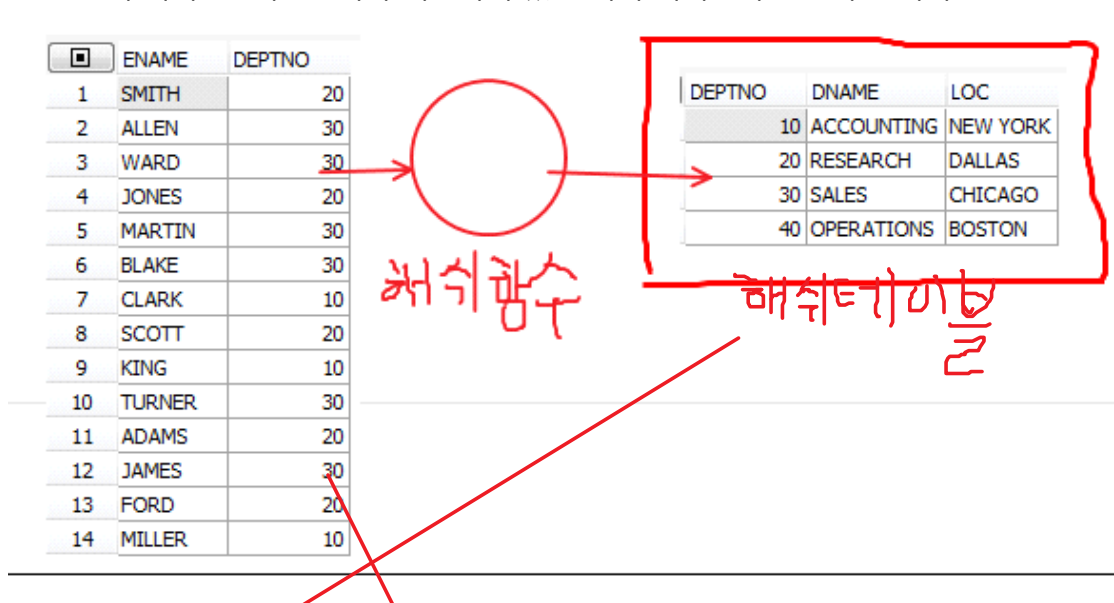 ENAME DEPTNO
1 SMITH 20
2 ALLEN 30
3 WARD 30
4 JONES 20
5 MARTIN 30
6 BLAKE 30
7 CLARK 10
8 SCOTT 20
9 KING 10
10 TURNER 30
11 ADAMS 20
12 JAMES 30
13 FORD 20
14 MILLER 10
해쉬함수
DEPTNO DNAME LOC
10 ACCOUNTING NEW YORK
20 RESEARCH DALLAS
30 SALES CHICAGO
40 OPERATIONS BOSTON
해쉬테이블